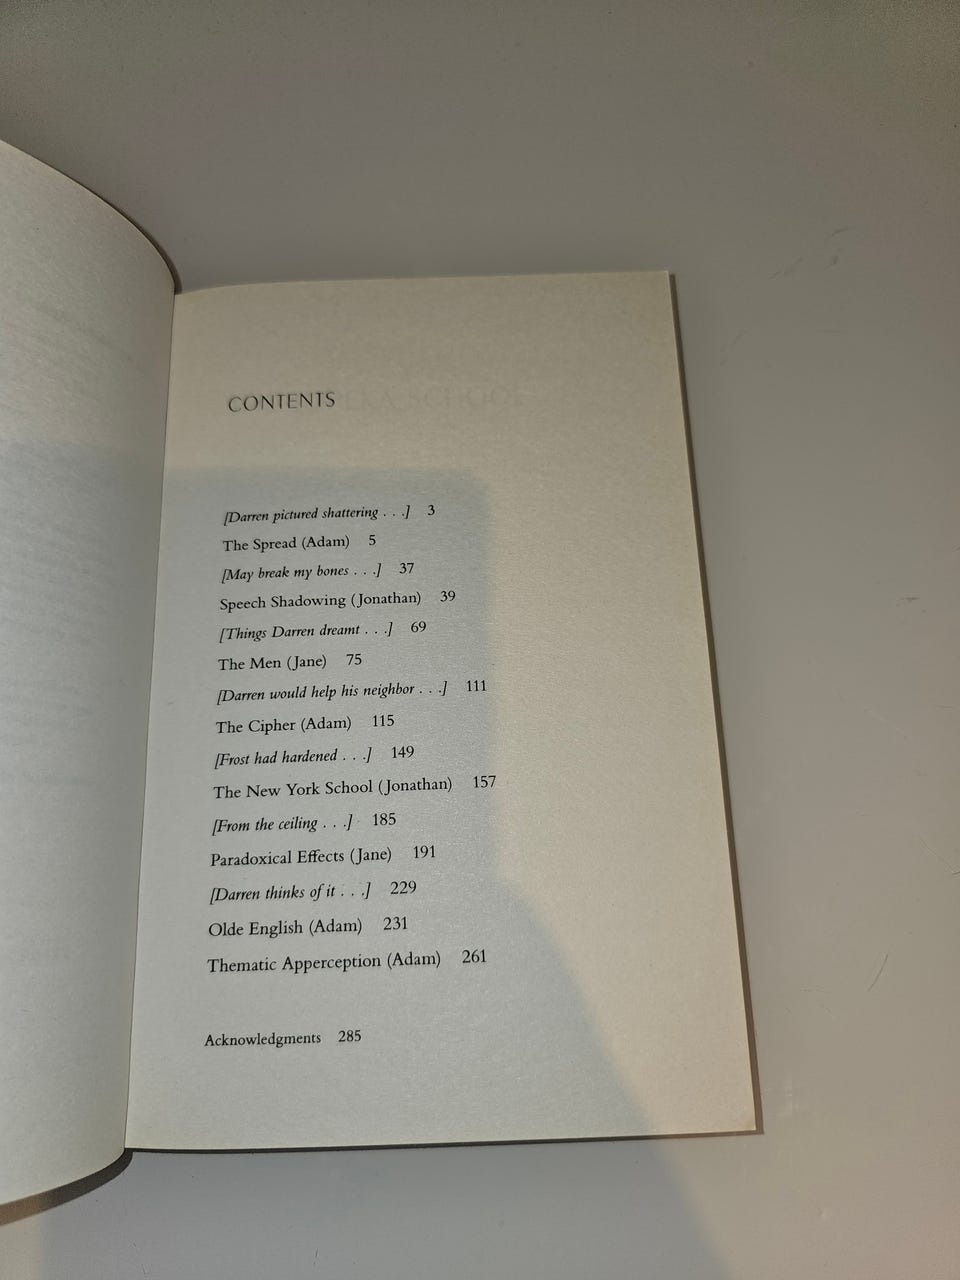 CONTENTS
[Darren pictured shattering . . .] 3
The Spread (Adam) 5
[May break my bones . . .] 37
Speech Shadowing (Jonathan) 39
[Things Darren dreamt . . .] 69
The Men (Jane) 75
[Darren would help his neighbor . . .] 111
The Cipher (Adam) 115
[Frost had hardened . . .] 149
The New York School (Jonathan) 157
[From the ceiling . . .] 185
Paradoxical Effects (Jane) 191
[Darren thinks of it . . .] 229
Olde English (Adam) 231
Thematic Apperception (Adam) 261
Acknowledgments 285